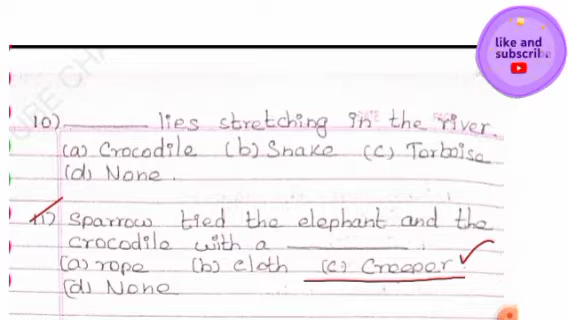 like and
subscribe
10) ________ lies stretching in the river.
(a) Crocodile (b) Snake (c) Tortoise
(d) None.
11) Sparrow tied the elephant and the
crocodile with a __________.
(a) rope (b) cloth (c) Creeper.
(d) None